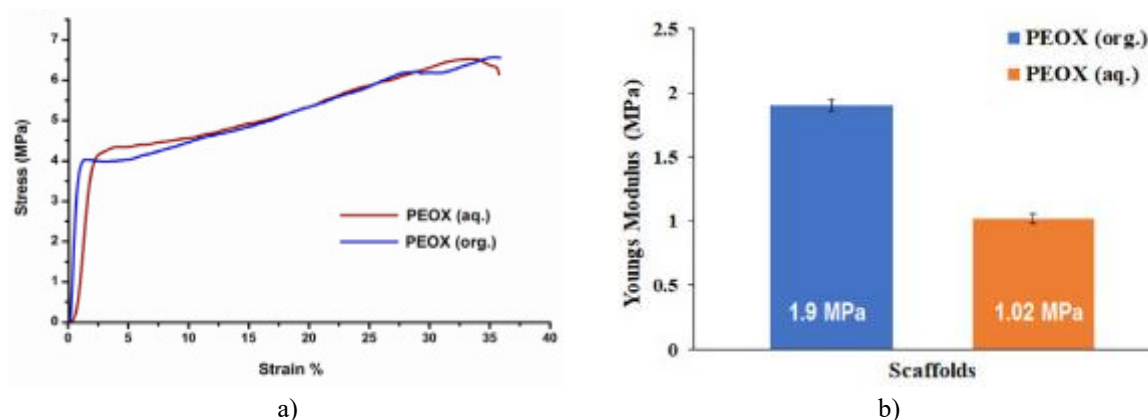 7
6
5
4
3
2
1
0
Stress (MPa)
0 5 10 15 20 25 30 35 40
Strain %
PEOX (aq.)
PEOX (org.)
a)
2.5
2
1.5
1
0.5
0
Youngs Modulus (MPa)
PEOX (org.)
PEOX (aq.)
1.9 MPa
1.02 MPa
Scaffolds
b)